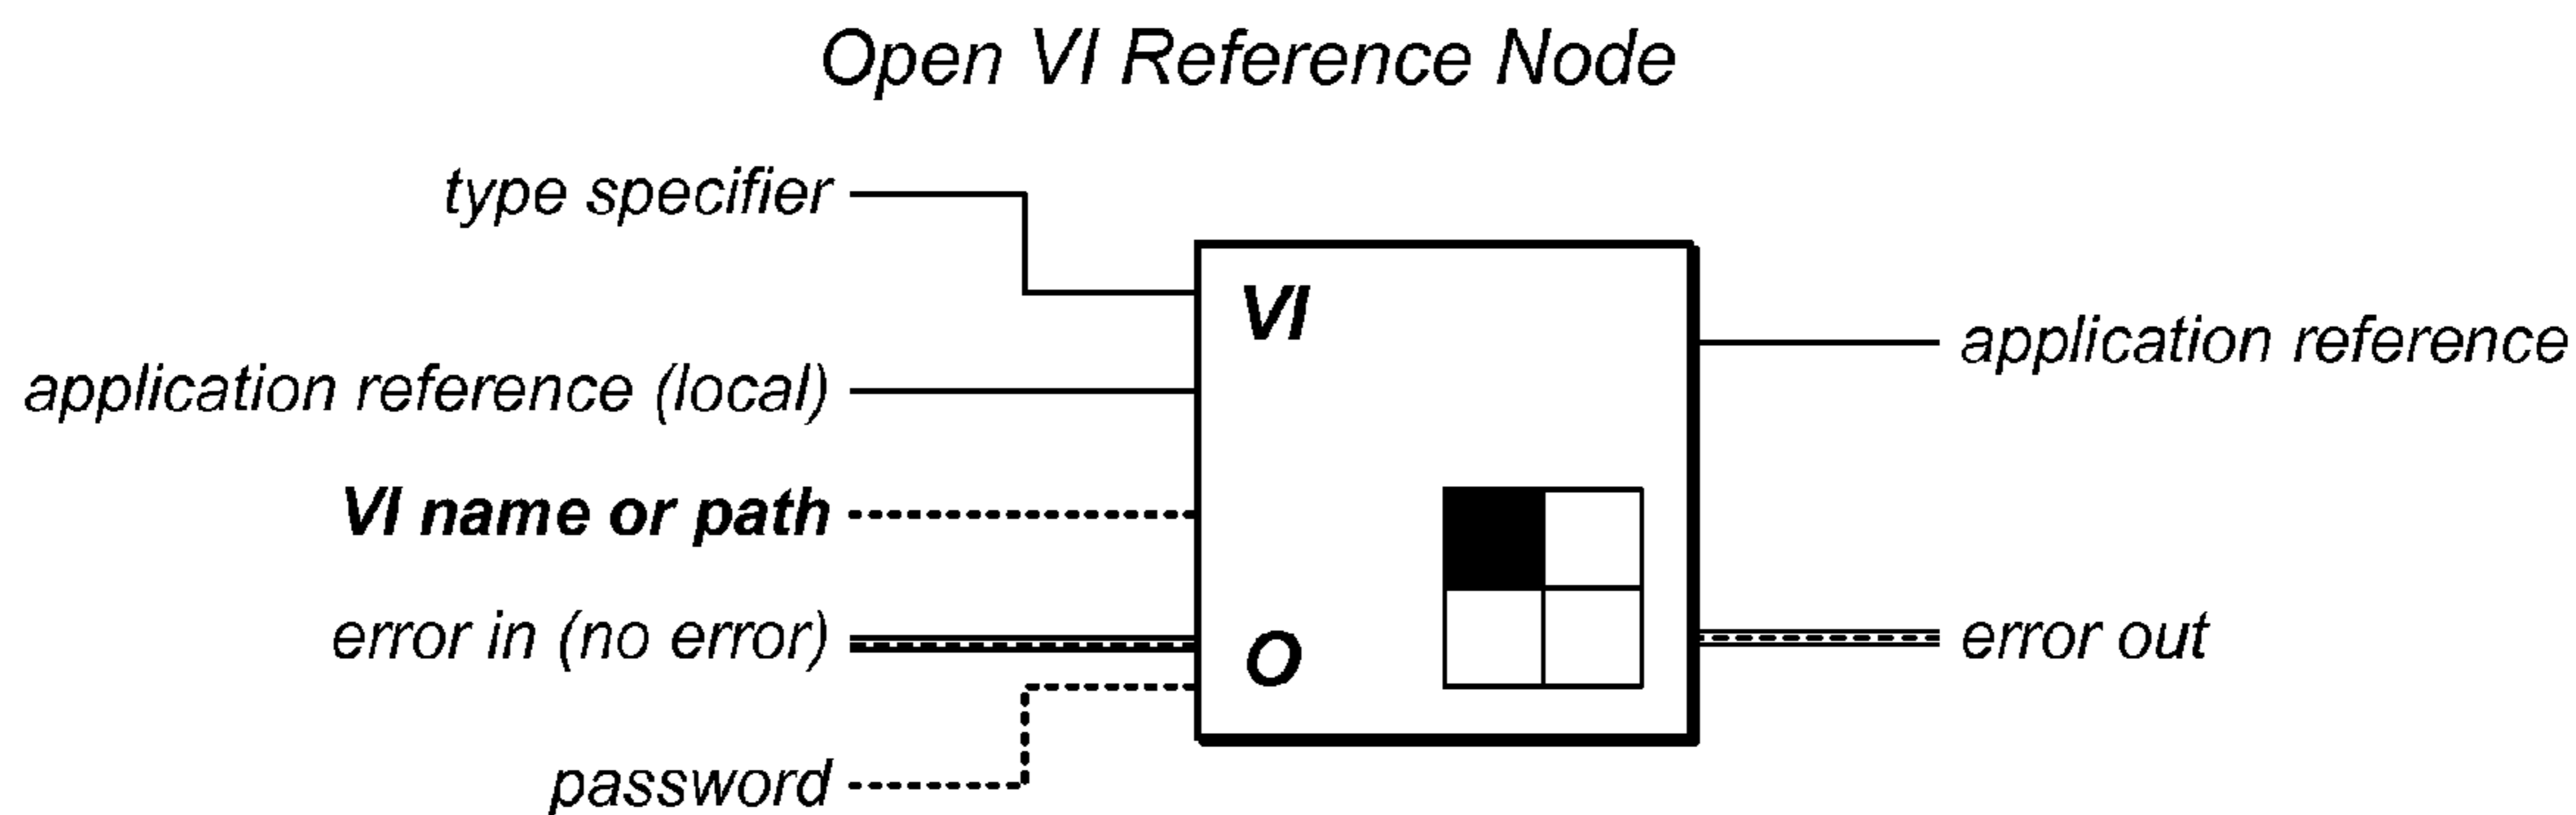 Open VI Reference Node
type specifier
VI
application reference
application reference (local)
VI name or path
error in (no error)
O
error out
password